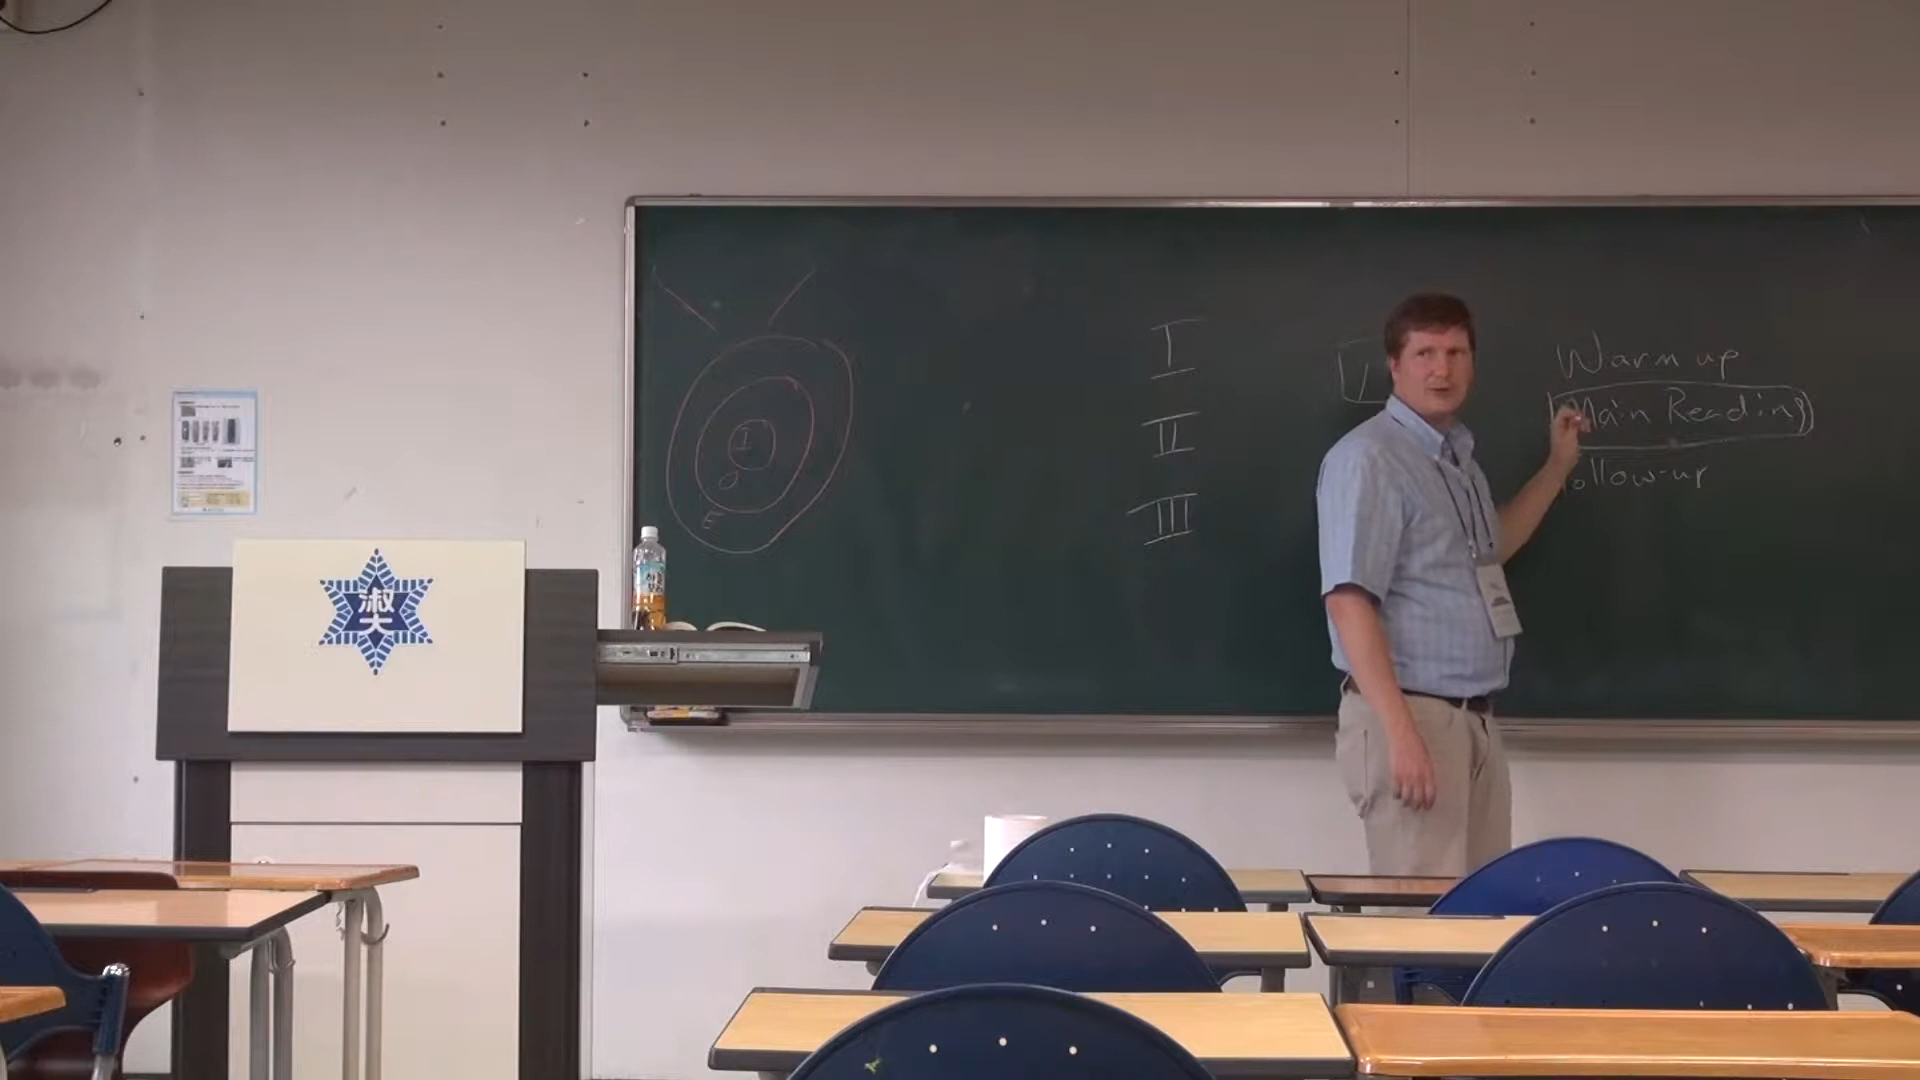 淑
大
I
O
E
I
II
III
V
Warm up
Main Reading
ollow-up